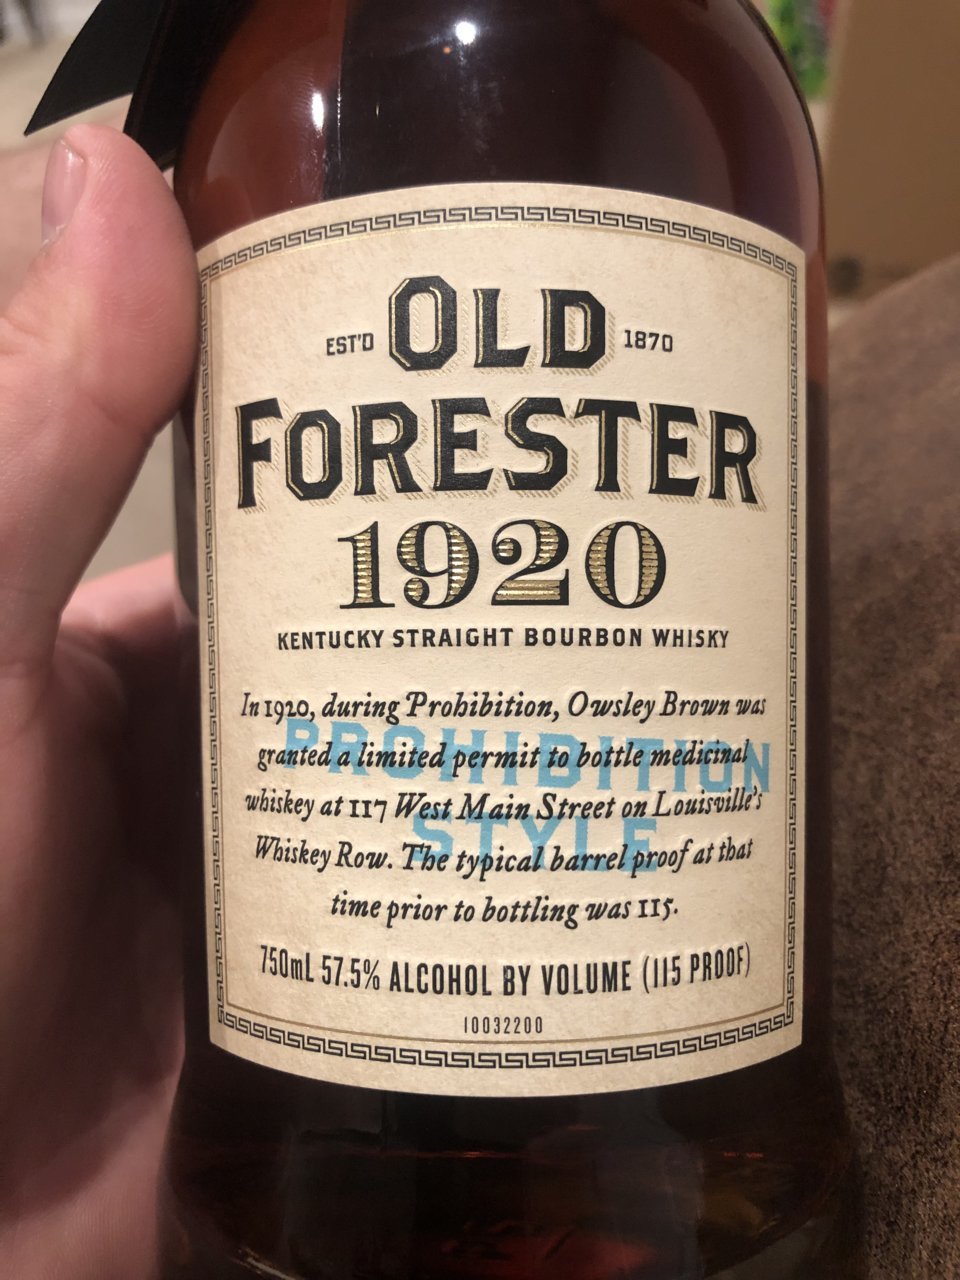 EST'D OLD 1870
FORESTER
1920
KENTUCKY STRAIGHT BOURBON WHISKY
In 1920, during Prohibition, Owsley Brown was
granted a limited permit to bottle medicinal
whiskey at 117 West Main Street on Louisville's
Whiskey Row. The typical barrel proof at that
time prior to bottling was 115.
PROHIBITION
STYLE
750mL 57.5% ALCOHOL BY VOLUME (115 PROOF)
10032200